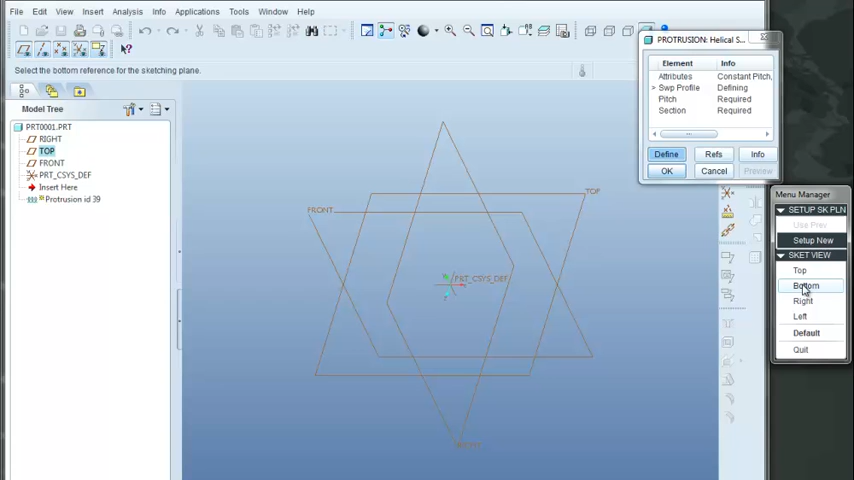 File Edit View Insert Analysis Info Applications Tools Window Help
Select the bottom reference for the sketching plane.
Model Tree
PRT0001.PRT
RIGHT
TOP
FRONT
PRT_CSYS_DEF
Insert Here
Protrusion id 39
TOP
FRONT
PRT_CSYS_DEF
PROTRUSION: Helical S...
Element Info
Attributes Constant Pitch,
> Swp Profile Defining
Pitch Required
Section Required
Define Refs Info
OK Cancel Preview
Menu Manager
SETUP SK PLN
Use Prev
Setup New
SKET VIEW
Top
Bottom
Right
Left
Default
Quit